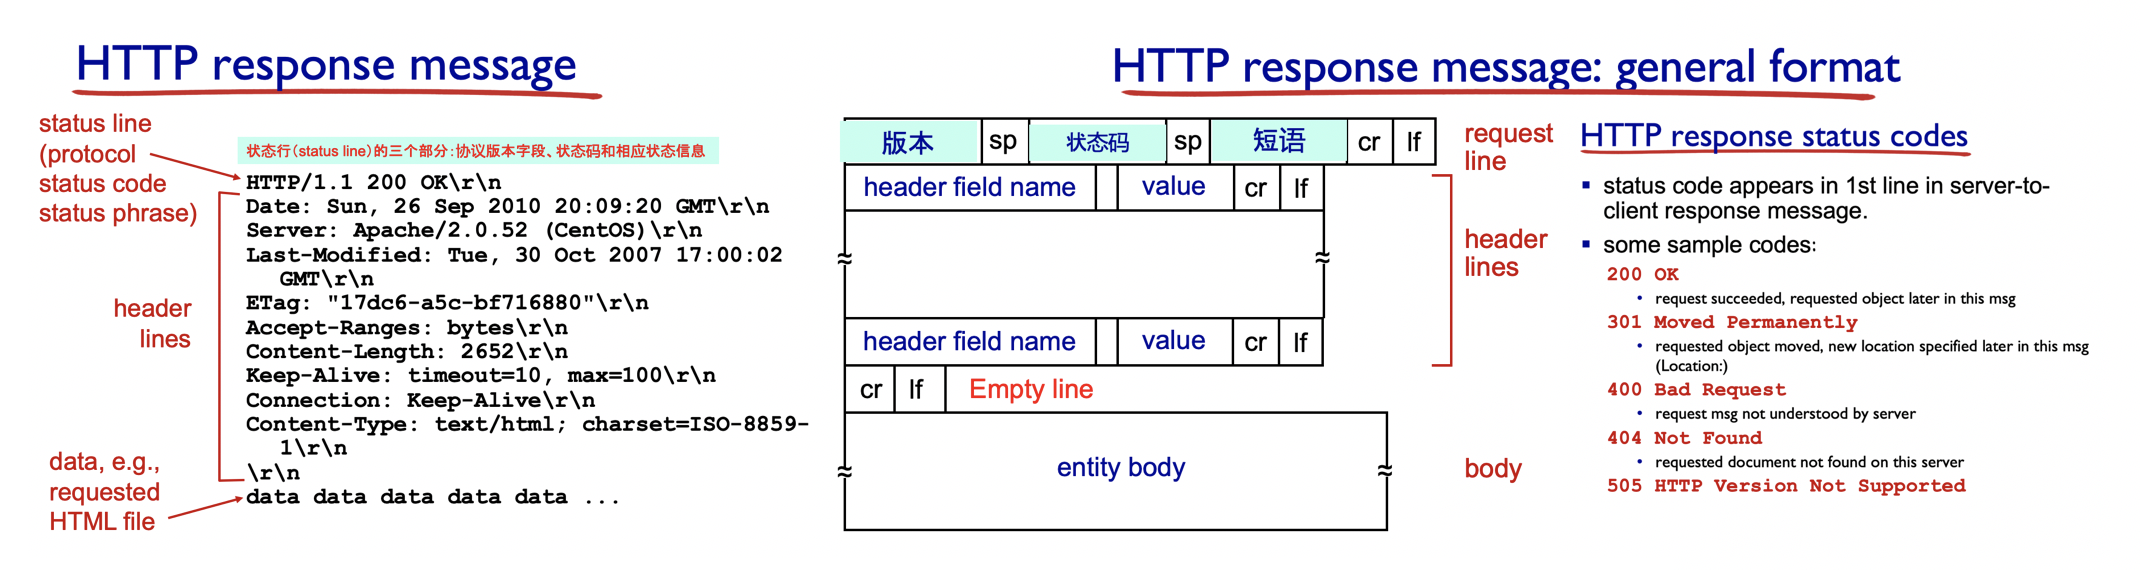 HTTP response message
status line
(protocol
status code
status phrase)
状态行(status line)的三个部分:协议版本字段、状态码和相应状态信息
HTTP/1.1 200 OK\r\n
Date: Sun, 26 Sep 2010 20:09:20 GMT\r\n
Server: Apache/2.0.52 (CentOS)\r\n
Last-Modified: Tue, 30 Oct 2007 17:00:02
GMT\r\n
ETag: "17dc6-a5c-bf716880"\r\n
Accept-Ranges: bytes\r\n
Content-Length: 2652\r\n
Keep-Alive: timeout=10, max=100\r\n
Connection: Keep-Alive\r\n
Content-Type: text/html; charset=ISO-8859-
1\r\n
\r\n
data data data data data ...
header
lines
data, e.g.,
requested
HTML file
HTTP response message: general format
版本 sp 状态码 sp 短语 cr lf
header field name value cr lf
header field name value cr lf
cr lf Empty line
entity body
request
line
header
lines
body
HTTP response status codes
▪ status code appears in 1st line in server-to-
client response message.
▪ some sample codes:
200 OK
• request succeeded, requested object later in this msg
301 Moved Permanently
• requested object moved, new location specified later in this msg
(Location:)
400 Bad Request
• request msg not understood by server
404 Not Found
• requested document not found on this server
505 HTTP Version Not Supported